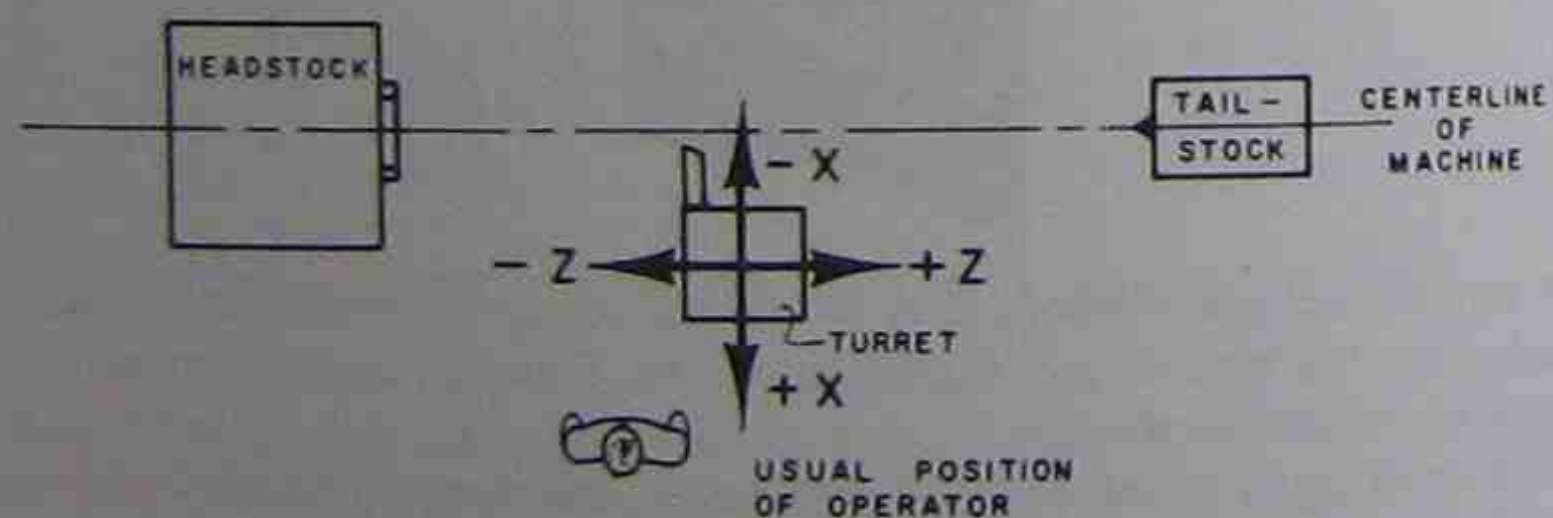 HEADSTOCK
TAIL-
STOCK
CENTERLINE
OF
MACHINE
- X
- Z
+ Z
TURRET
+ X
USUAL POSITION
OF OPERATOR